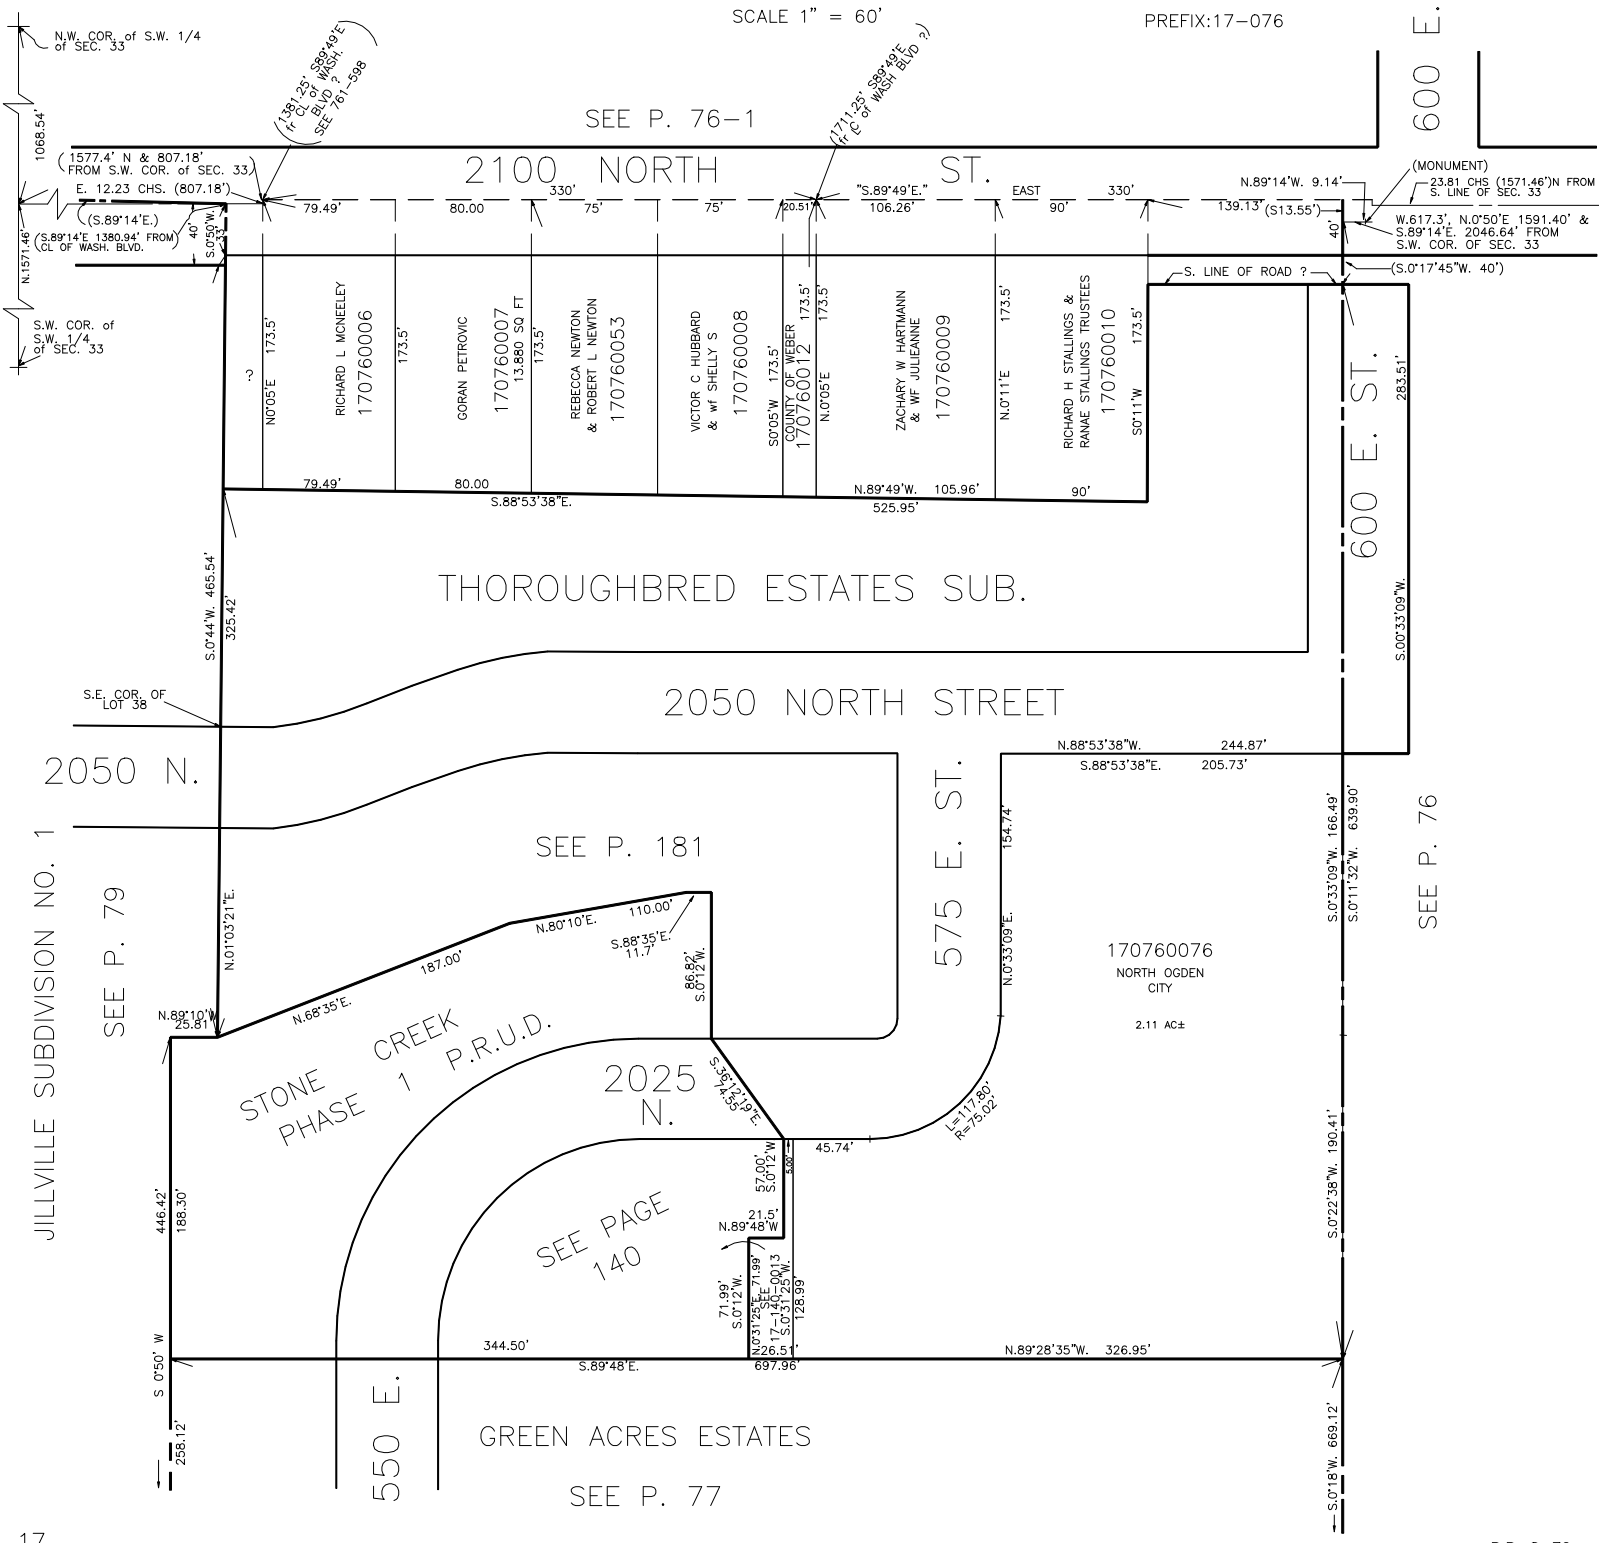 SCALE 1" = 60'
PREFIX:17-076
600 E.
N.W. COR. of S.W. 1/4
of SEC. 33
(1381.25' S89°49'E
fr CL of WASH.
BLVD ?
SEE 761-598
(1711.25' S89°49'E
fr C of WASH BLVD ?)
SEE P. 76-1
1068.54'
(1577.4' N & 807.18'
FROM S.W. COR. of SEC. 33)
2100 NORTH ST.
E. 12.23 CHS. (807.18')
330'
"S.89°49'E."
EAST
330'
N.89°14'W. 9.14'
(MONUMENT)
23.81 CHS (1571.46')N FROM
S. LINE OF SEC. 33
(S.89°14'E.)
79.49'
80.00
75'
75'
20.51'
106.26'
90'
139.13'
(S13.55')
W.617.3', N.0°50'E 1591.40' &
S.89°14'E. 2046.64' FROM
S.W. COR. OF SEC. 33
(S.89°14'E 1380.94' FROM
CL OF WASH. BLVD.
40'
S.0°50'W.
33'
40'
N.1571.46'
(S.0°17'45"W. 40')
S. LINE OF ROAD ?
S.W. COR. of
S.W. 1/4
of SEC. 33
?
N0°05'E 173.5'
RICHARD L MCNEELEY
170760006
173.5'
GORAN PETROVIC
170760007
13,880 SQ FT
173.5'
REBECCA NEWTON
& ROBERT L NEWTON
170760053
VICTOR C HUBBARD
& wf SHELLY S
170760008
S0°05'W 173.5'
COUNTY OF WEBER
170760012 173.5'
N.0°05'E 173.5'
ZACHARY W HARTMANN
& WF JULIEANNE
170760009
N.0°11'E 173.5'
RICHARD H STALLINGS &
RANAE STALLINGS TRUSTEES
170760010
S0°11'W 173.5'
600 E. ST.
283.51'
S.00°33'09"W.
79.49'
80.00
S.88°53'38"E.
N.89°49'W. 105.96'
525.95'
90'
THOROUGHBRED ESTATES SUB.
S.0°44'W. 465.54'
325.42'
S.E. COR. OF
LOT 38
2050 NORTH STREET
N.88°53'38"W. 244.87'
S.88°53'38"E. 205.73'
2050 N.
575 E. ST.
154.74'
N.0°33'09"E.
S.0°33'09"W. 166.49'
S.0°11'32"W. 639.90'
SEE P. 76
JILLVILLE SUBDIVISION NO. 1
SEE P. 79
SEE P. 181
N.01°03'21"E.
N.80°10'E. 110.00'
S.88°35'E.
11.7'
187.00'
N.68°35'E.
86.82'
S.0°12'W.
170760076
NORTH OGDEN
CITY
2.11 AC±
N.89°10'W
25.81'
STONE CREEK
PHASE 1 P.R.U.D.
2025
N.
S.36°12'19"E.
74.55'
L=117.80'
R=75.02'
45.74'
57.00'
S.0°12'W
5.00'
446.42'
188.30'
SEE PAGE
140
21.5'
N.89°48'W
S.0°22'38"W. 190.41'
71.99'
S.0°12'W.
N.0°31'25"E. 71.99'
SEE
17-140-0013
S.0°31'25"W.
128.99'
344.50'
26.51'
N.89°28'35"W. 326.95'
S.89°48'E.
697.96'
S 0°50' W
258.12'
550 E.
GREEN ACRES ESTATES
SEE P. 77
S.0°18'W. 669.12'
17